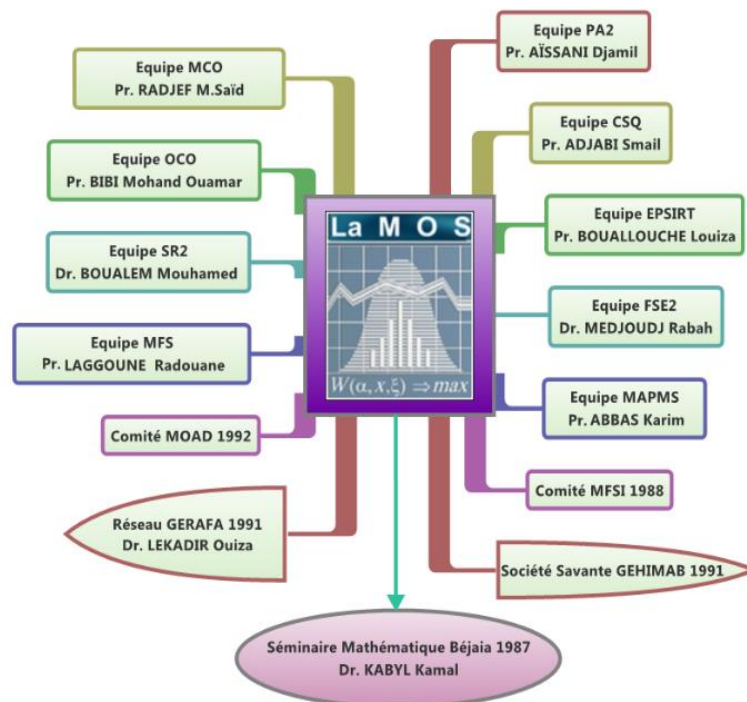 Equipe PA2
Pr. AÏSSANI Djamil
Equipe MCO
Pr. RADJEF M.Saïd
Equipe CSQ
Pr. ADJABI Smail
Equipe OCO
Pr. BIBI Mohand Ouamar
Equipe EPSIRT
Pr. BOUALLOUCHE Louiza
La M O S
Equipe SR2
Dr. BOUALEM Mouhamed
Equipe FSE2
Dr. MEDJOUDJ Rabah
Equipe MFS
Pr. LAGGOUNE Radouane
W(α, x,ξ) ⇒ max
Equipe MAPMS
Pr. ABBAS Karim
Comité MOAD 1992
Comité MFSI 1988
Réseau GERAFA 1991
Dr. LEKADIR Ouiza
Société Savante GEHIMAB 1991
Séminaire Mathématique Béjaia 1987
Dr. KABYL Kamal